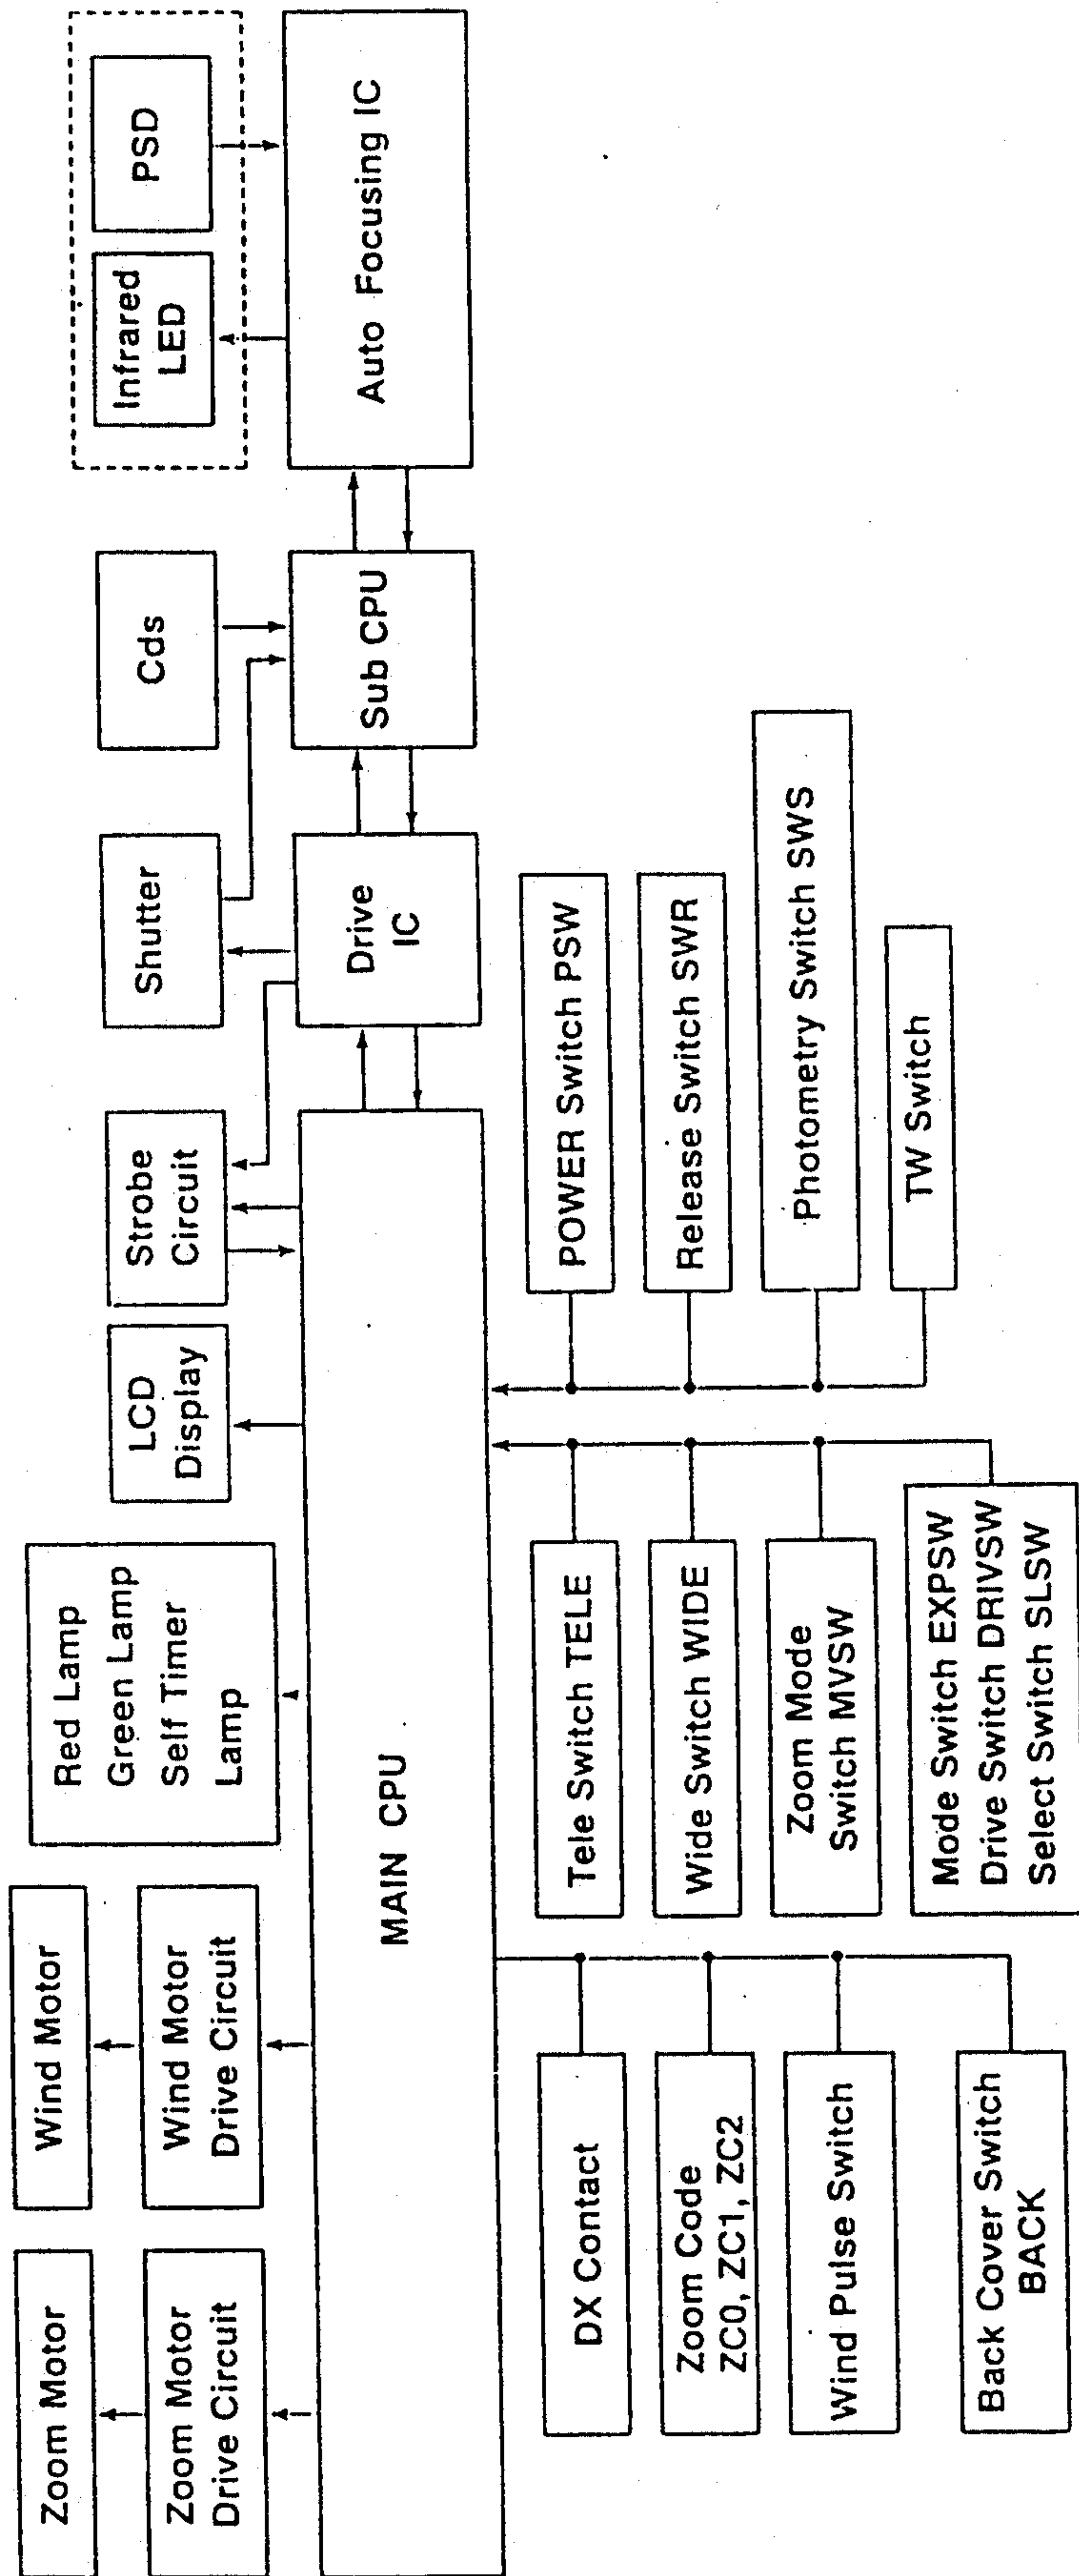 Zoom Motor
Wind Motor
Zoom Motor
Drive Circuit
Wind Motor
Drive Circuit
Red Lamp
Green Lamp
Self Timer
Lamp
LCD
Display
Strobe
Circuit
Shutter
Cds
Infrared
LED
PSD
MAIN CPU
Drive
IC
Sub CPU
Auto Focusing IC
DX Contact
Zoom Code
ZC0, ZC1, ZC2
Wind Pulse Switch
Back Cover Switch
BACK
Tele Switch TELE
Wide Switch WIDE
Zoom Mode
Switch MVSW
Mode Switch EXPSW
Drive Switch DRIVSW
Select Switch SLSW
POWER Switch PSW
Release Switch SWR
Photometry Switch SWS
TW Switch